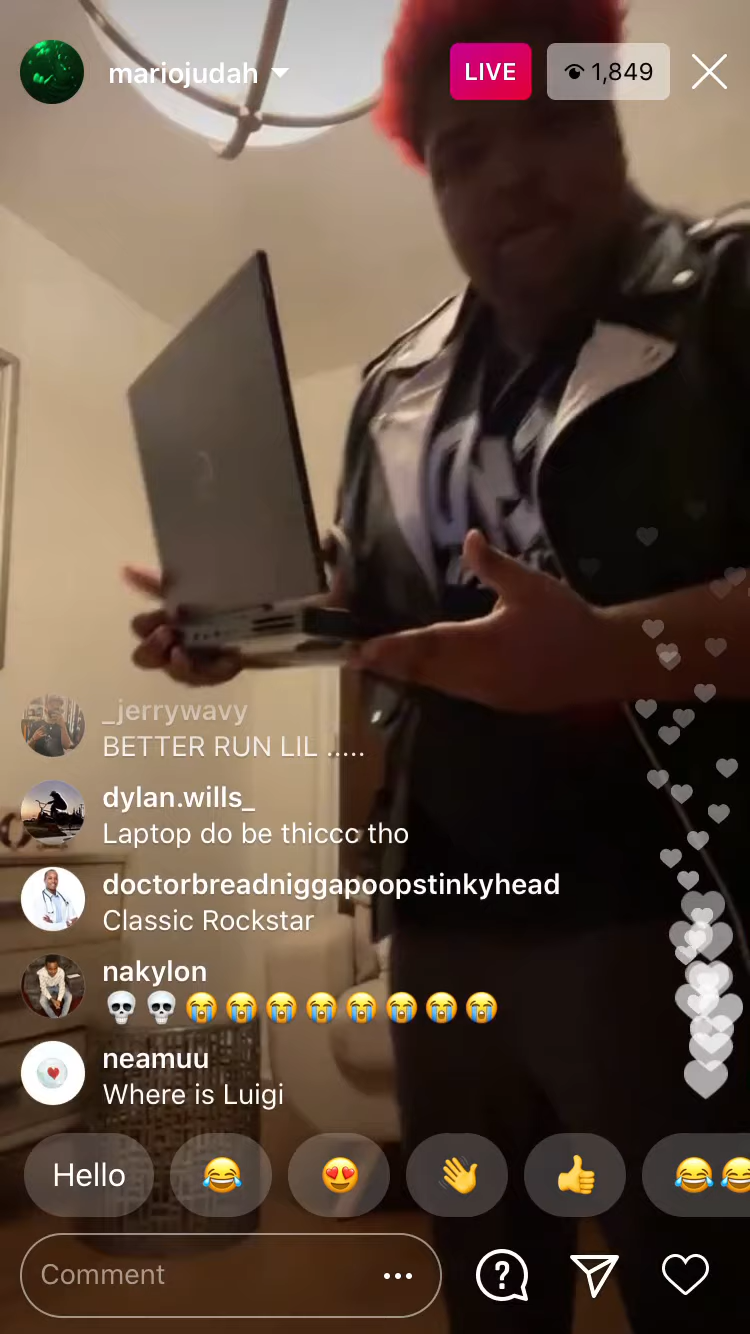 mariojudah
LIVE
1,849
_jerrywavy
BETTER RUN LIL .....
dylan.wills_
Laptop do be thiccc tho
doctorbreadniggapoopstinkyhead
Classic Rockstar
nakylon
💀💀😭😭😭😭😭😭😭😭
neamuu
Where is Luigi
Hello 😂 😍 👋 👍 😂😂
Comment